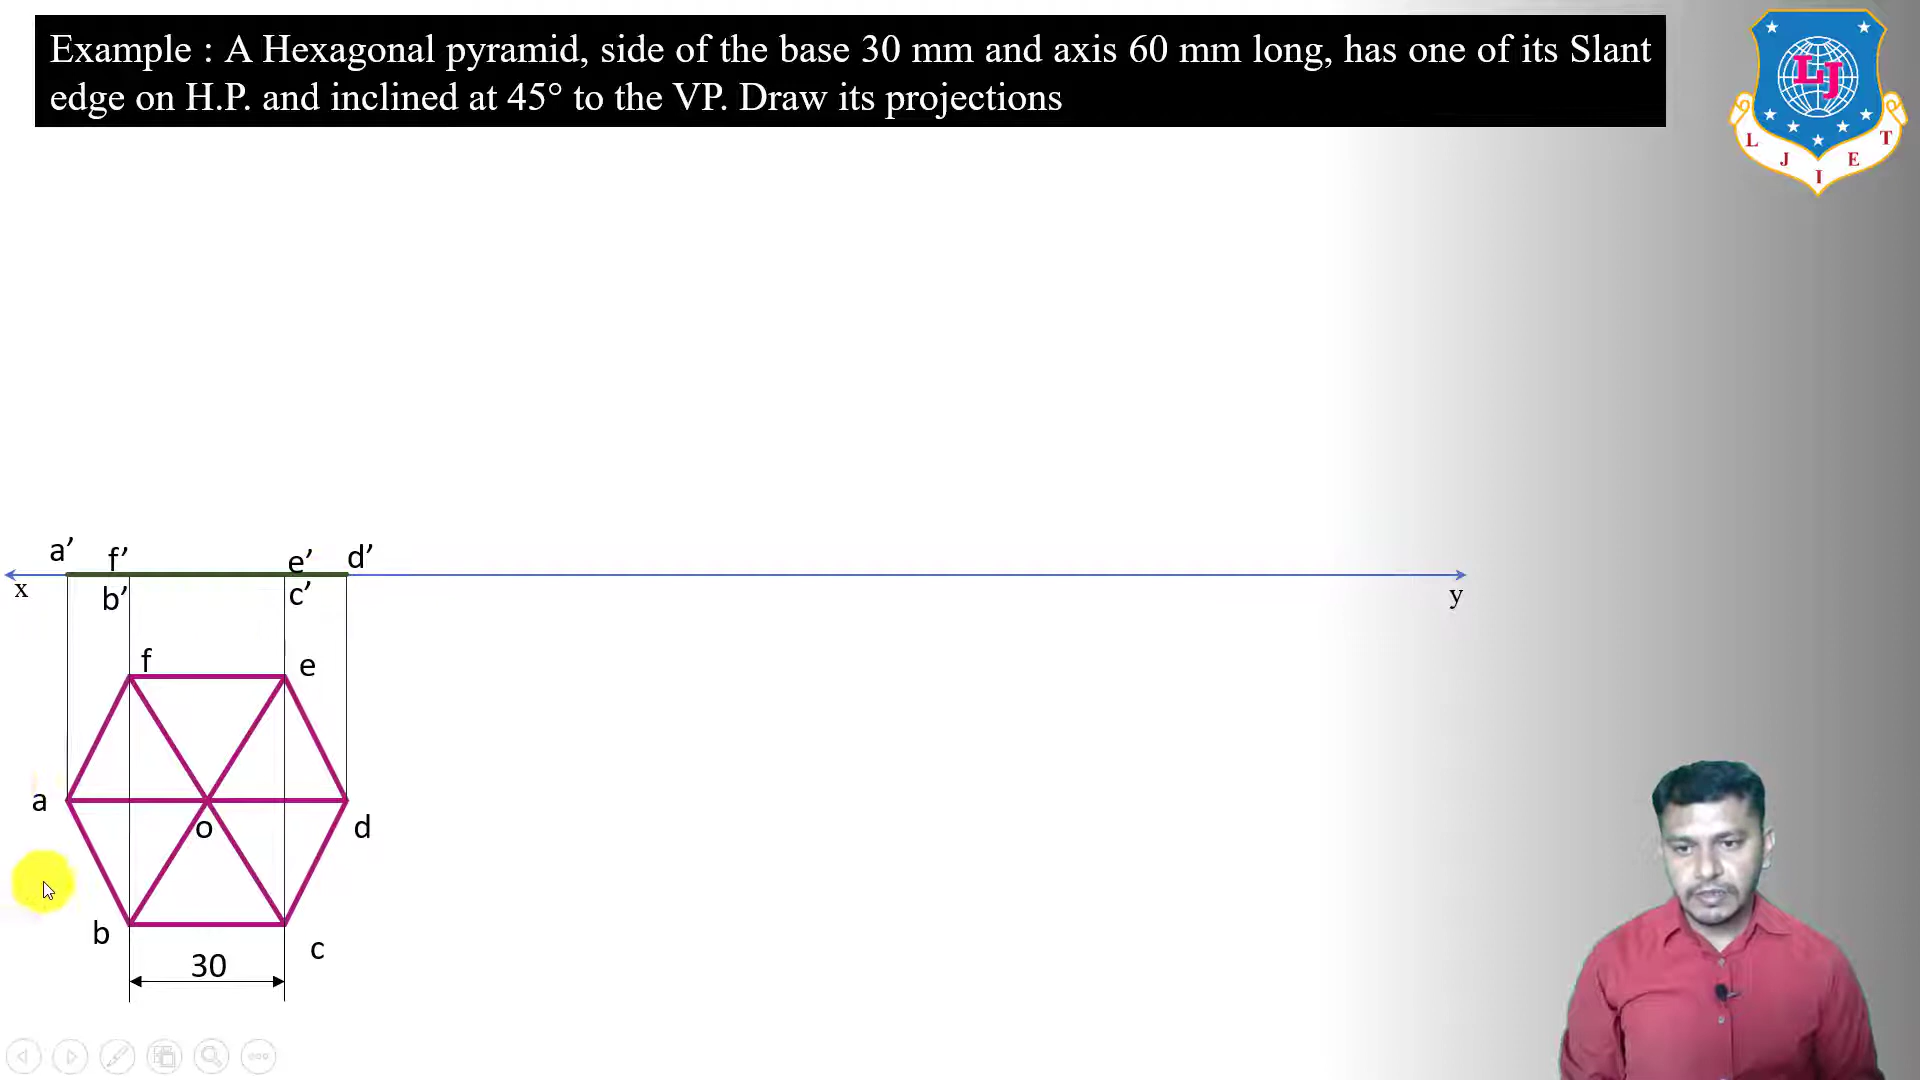 Example : A Hexagonal pyramid, side of the base 30 mm and axis 60 mm long, has one of its Slant
edge on H.P. and inclined at 45° to the VP. Draw its projections
LJ
L J I E T
a’ f’ e’ d’
x b’ c’ y
f e
a o d
b c
30